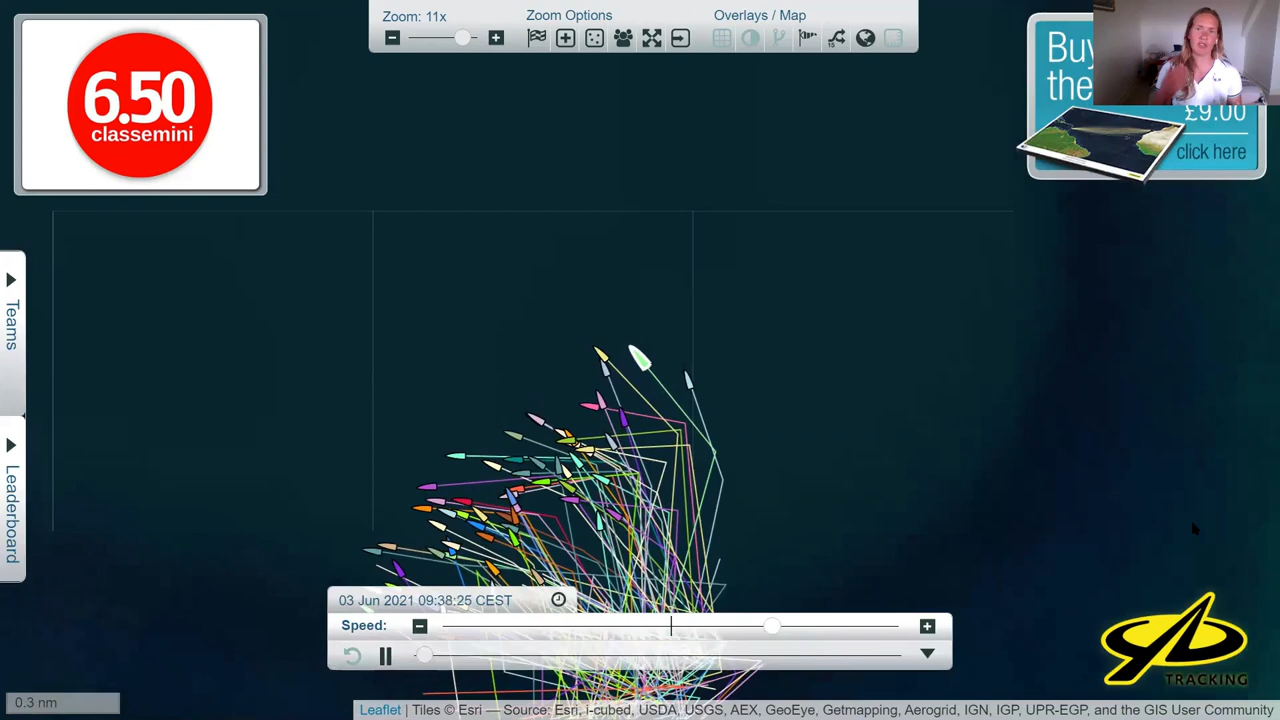 6.50
classemini
Zoom: 11x
Zoom Options
Overlays / Map
15
Buy
the
£9.00
click here
Teams
Leaderboard
03 Jun 2021 09:38:25 CEST
Speed:
0.3 nm
TRACKING
Leaflet | Tiles © Esri — Source: Esri, i-cubed, USDA, USGS, AEX, GeoEye, Getmapping, Aerogrid, IGN, IGP, UPR-EGP, and the GIS User Community